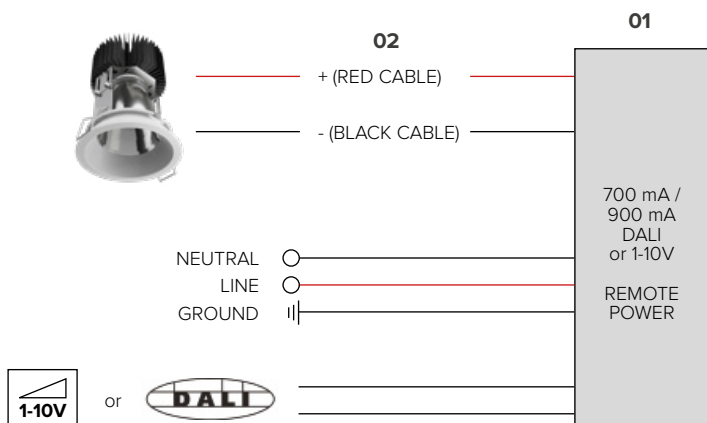 01
02
+ (RED CABLE)
- (BLACK CABLE)
700 mA /
900 mA
DALI
or 1-10V
REMOTE
POWER
NEUTRAL
LINE
GROUND
1-10V
or
DALI